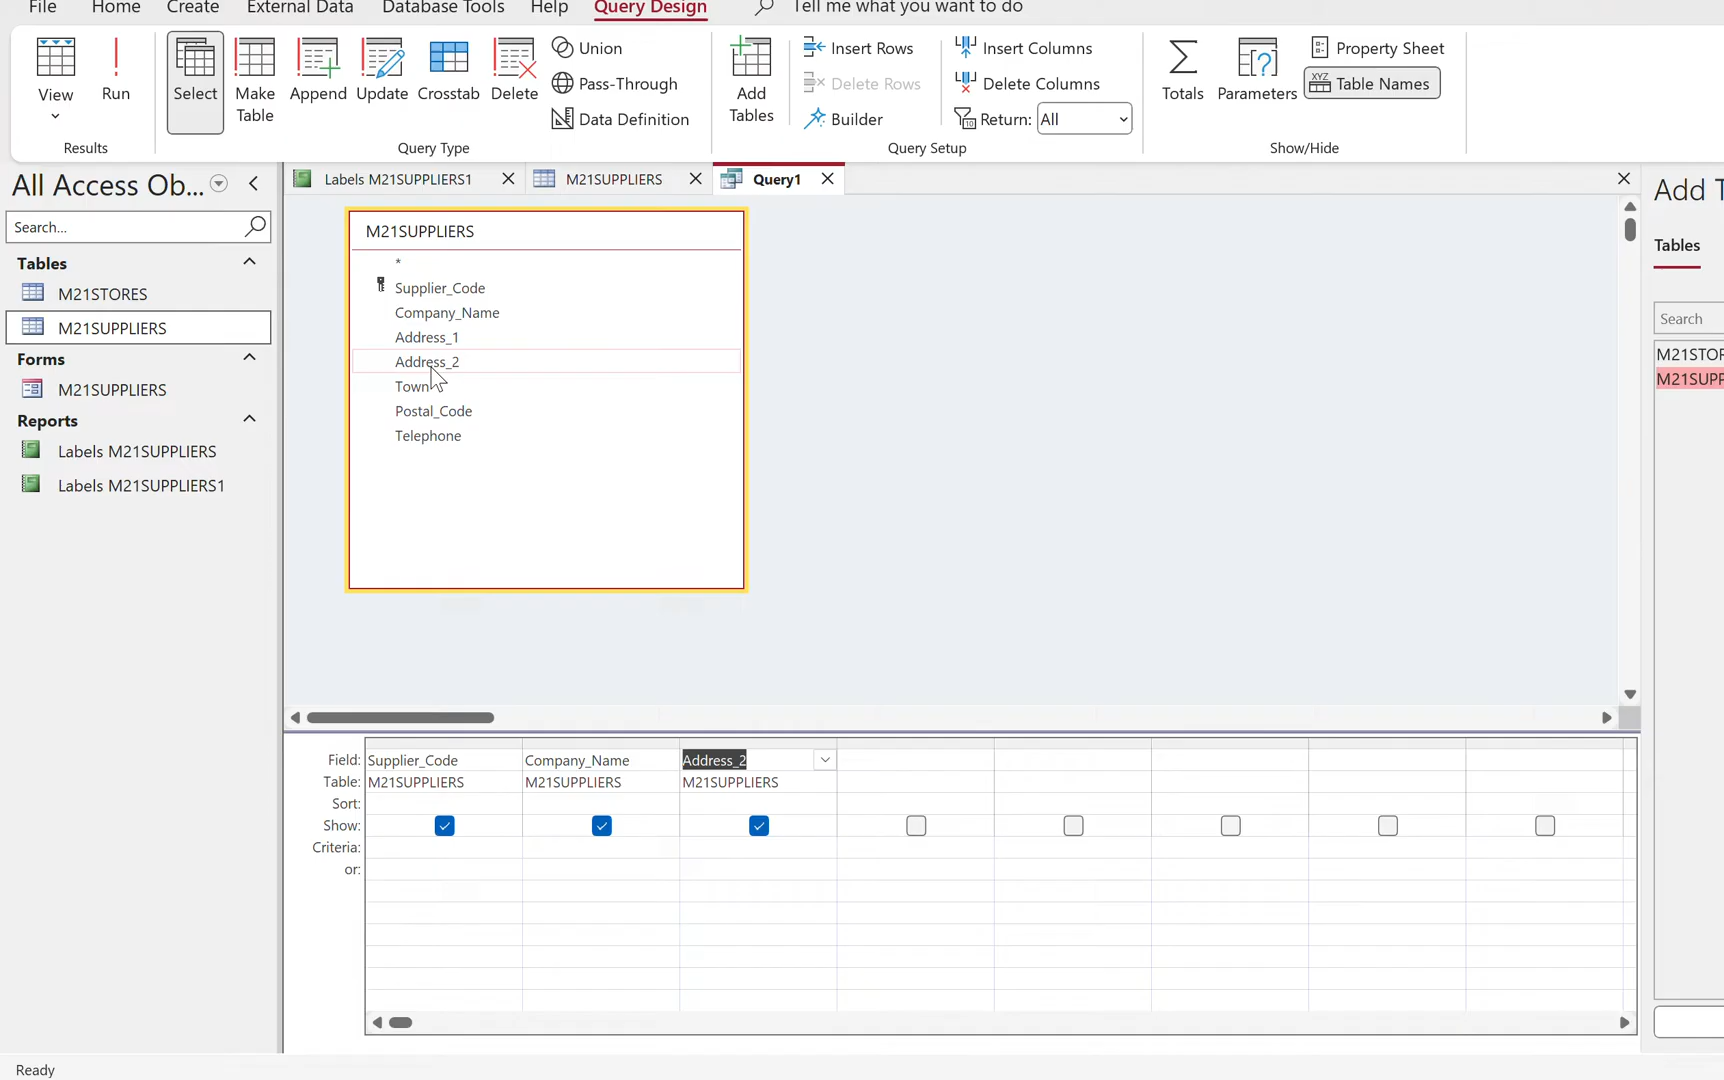 File Home Create External Data Database Tools Help Query Design Tell me what you want to do
View
Run
Select
Make
Table
Append
Update
Crosstab
Delete
Union
Pass-Through
Data Definition
Add
Tables
Insert Rows
Delete Rows
Builder
Insert Columns
Delete Columns
10
Return: All
Totals
Parameters
Property Sheet
XYZ
Table Names
Results
Query Type
Query Setup
Show/Hide
All Access Ob...
Search...
Tables
M21STORES
M21SUPPLIERS
Forms
M21SUPPLIERS
Reports
Labels M21SUPPLIERS
Labels M21SUPPLIERS1
Labels M21SUPPLIERS1
M21SUPPLIERS
Query1
M21SUPPLIERS
*
Supplier_Code
Company_Name
Address_1
Address_2
Town
Postal_Code
Telephone
Field: Supplier_Code Company_Name Address_2
Table: M21SUPPLIERS M21SUPPLIERS M21SUPPLIERS
Sort:
Show:
Criteria:
or:
Add T
Tables
Search
M21STOR
M21SUPP
Ready